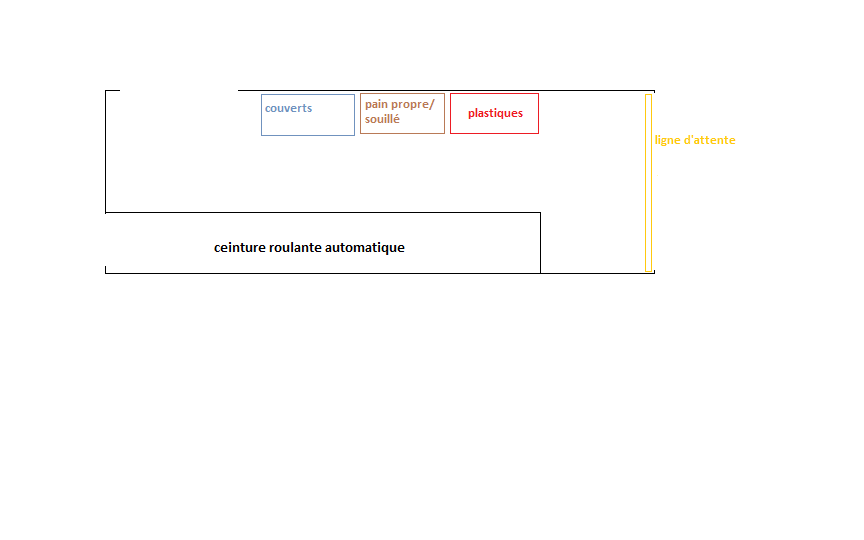 couverts
pain propre/
souillé
plastiques
ligne d'attente
ceinture roulante automatique